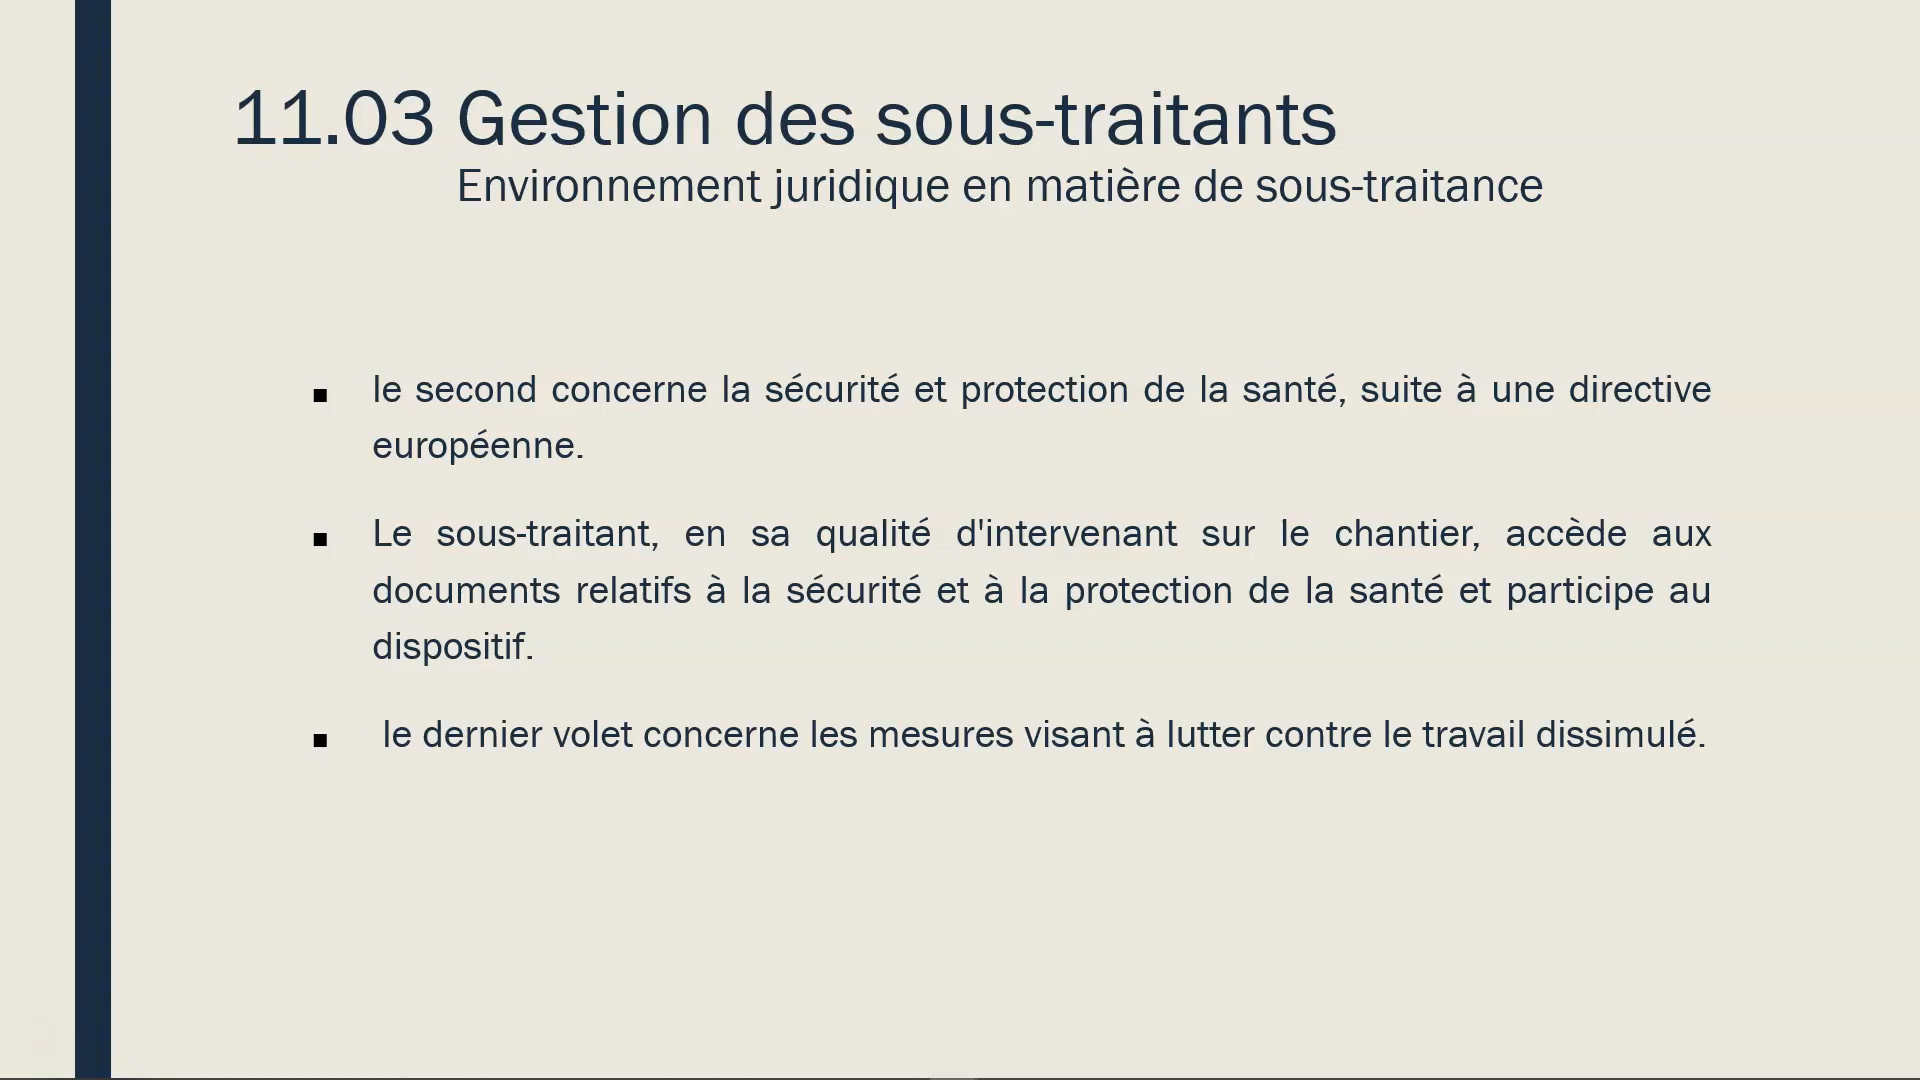 11.03 Gestion des sous-traitants
Environnement juridique en matière de sous-traitance
▪ le second concerne la sécurité et protection de la santé, suite à une directive
européenne.
▪ Le sous-traitant, en sa qualité d'intervenant sur le chantier, accède aux
documents relatifs à la sécurité et à la protection de la santé et participe au
dispositif.
▪ le dernier volet concerne les mesures visant à lutter contre le travail dissimulé.